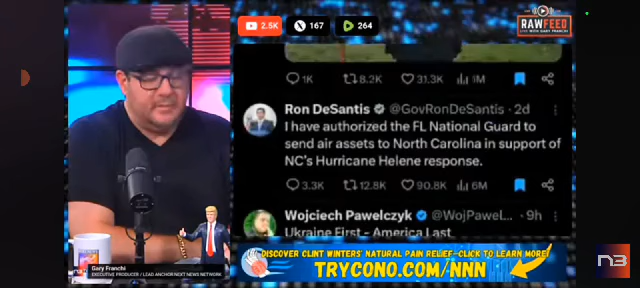 2.5K
167
264
RAWFEED
LIVE WITH GARY FRANCHI
1K
8.2K
31.3K
1M
Ron DeSantis @GovRonDeSantis · 2d
I have authorized the FL National Guard to
send air assets to North Carolina in support of
NC's Hurricane Helene response.
3.3K
12.8K
90.8K
6M
Wojciech Pawelczyk @WojPawel... · 9h
Ukraine First - America Last
Gary Franchi
EXECUTIVE PRODUCER / LEAD ANCHOR NEXT NEWS NETWORK
DISCOVER CLINT WINTERS' NATURAL PAIN RELIEF-CLICK TO LEARN MORE!
TRYCONO.COM/NNN